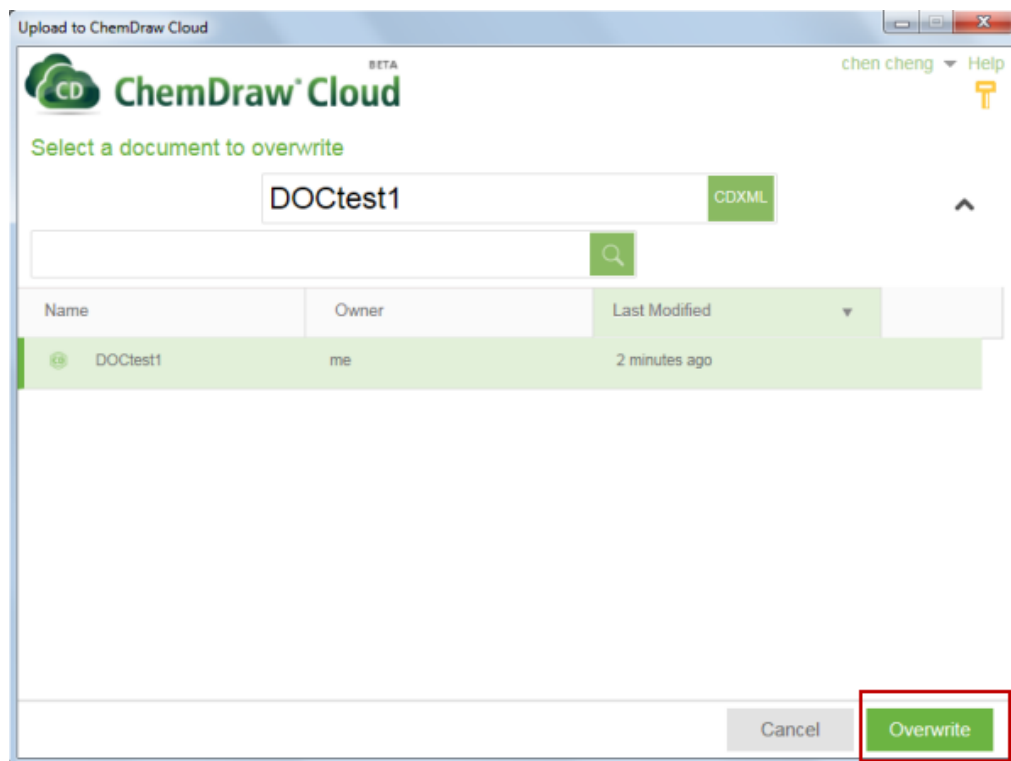 Upload to ChemDraw Cloud
BETA
chen cheng Help
CD ChemDraw® Cloud
Select a document to overwrite
DOCtest1 CDXML
Name Owner Last Modified
CD DOCtest1 me 2 minutes ago
Cancel Overwrite